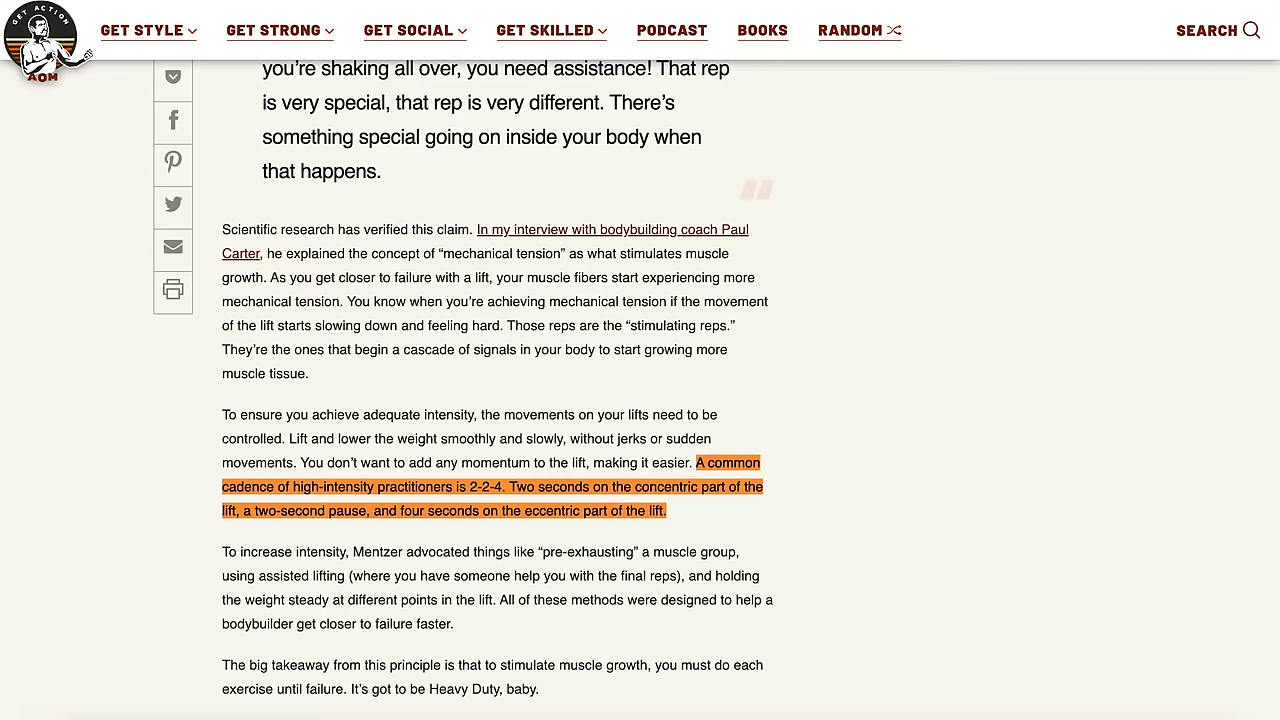 GET ACTION
AOM
GET STYLE
GET STRONG
GET SOCIAL
GET SKILLED
PODCAST
BOOKS
RANDOM
SEARCH
you’re shaking all over, you need assistance! That rep
is very special, that rep is very different. There’s
something special going on inside your body when
that happens.
Scientific research has verified this claim. In my interview with bodybuilding coach Paul
Carter, he explained the concept of “mechanical tension” as what stimulates muscle
growth. As you get closer to failure with a lift, your muscle fibers start experiencing more
mechanical tension. You know when you’re achieving mechanical tension if the movement
of the lift starts slowing down and feeling hard. Those reps are the “stimulating reps.”
They’re the ones that begin a cascade of signals in your body to start growing more
muscle tissue.
To ensure you achieve adequate intensity, the movements on your lifts need to be
controlled. Lift and lower the weight smoothly and slowly, without jerks or sudden
movements. You don’t want to add any momentum to the lift, making it easier. A common
cadence of high-intensity practitioners is 2-2-4. Two seconds on the concentric part of the
lift, a two-second pause, and four seconds on the eccentric part of the lift.
To increase intensity, Mentzer advocated things like “pre-exhausting” a muscle group,
using assisted lifting (where you have someone help you with the final reps), and holding
the weight steady at different points in the lift. All of these methods were designed to help a
bodybuilder get closer to failure faster.
The big takeaway from this principle is that to stimulate muscle growth, you must do each
exercise until failure. It’s got to be Heavy Duty, baby.